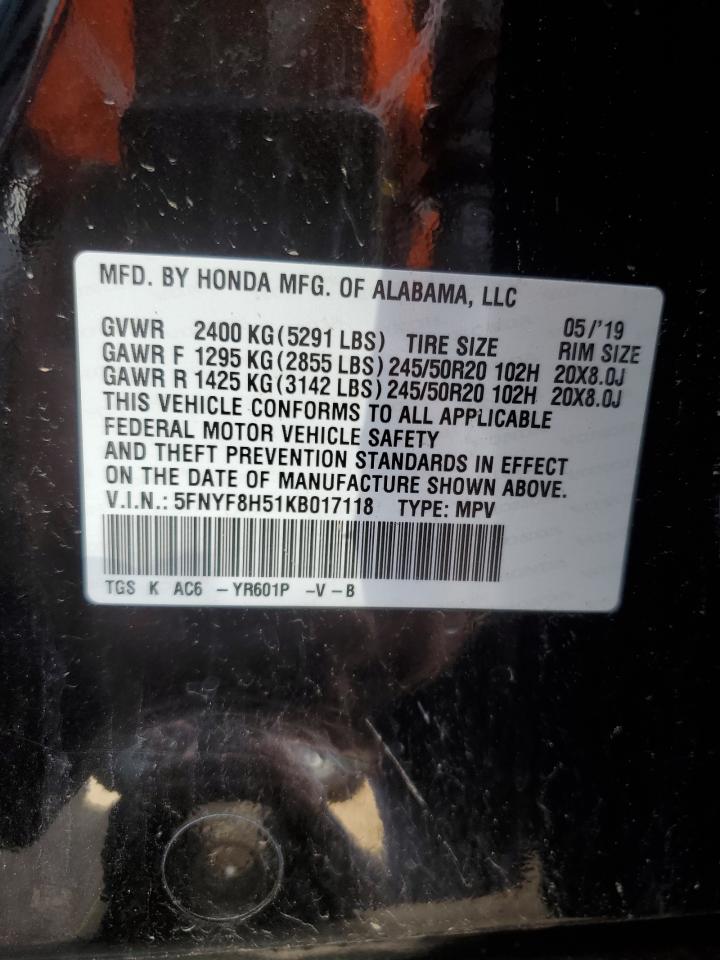 MFD. BY HONDA MFG. OF ALABAMA, LLC
GVWR 2400 KG(5291 LBS) TIRE SIZE 05/'19 RIM SIZE
GAWR F 1295 KG(2855 LBS) 245/50R20 102H 20X8.0J
GAWR R 1425 KG(3142 LBS) 245/50R20 102H 20X8.0J
THIS VEHICLE CONFORMS TO ALL APPLICABLE
FEDERAL MOTOR VEHICLE SAFETY
AND THEFT PREVENTION STANDARDS IN EFFECT
ON THE DATE OF MANUFACTURE SHOWN ABOVE.
V.I.N.: 5FNYF8H51KB017118 TYPE: MPV
TGS K AC6 -YR601P -V-B